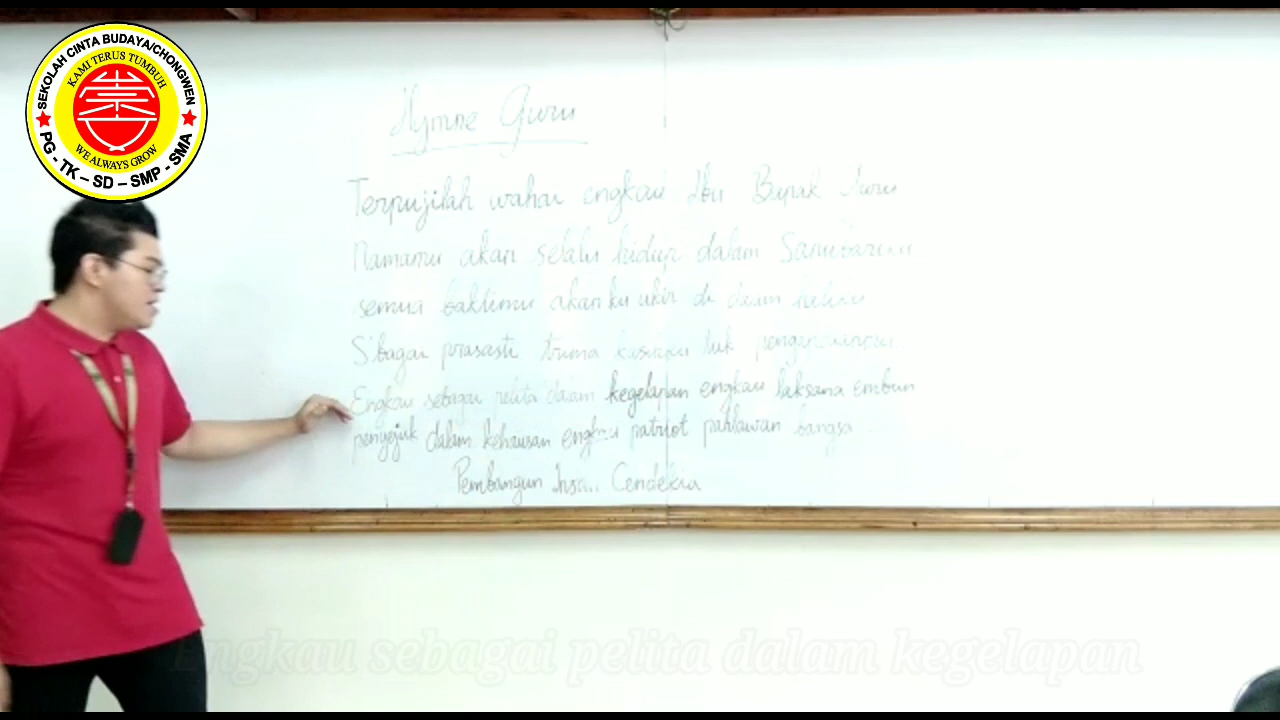 SEKOLAH CINTA BUDAYA/CHONGWEN
KAMI TERUS TUMBUH
WE ALWAYS GROW
PG - TK - SD - SMP - SMA
Hymne Guru
Terpujilah wahai engkau Ibu Bapak Guru
Namamu akan selalu hidup dalam Sanubariku
semua baktimu akan ku ukir di dalam hatiku
S'bagai prasasti trima kasihku tuk pengabdianmu
Engkau sebagai pelita dalam kegelapan engkau laksana embun
penyejuk dalam kehausan engkau patriot pahlawan bangsa
Pembangun Insan Cendekia
Engkau sebagai pelita dalam kegelapan